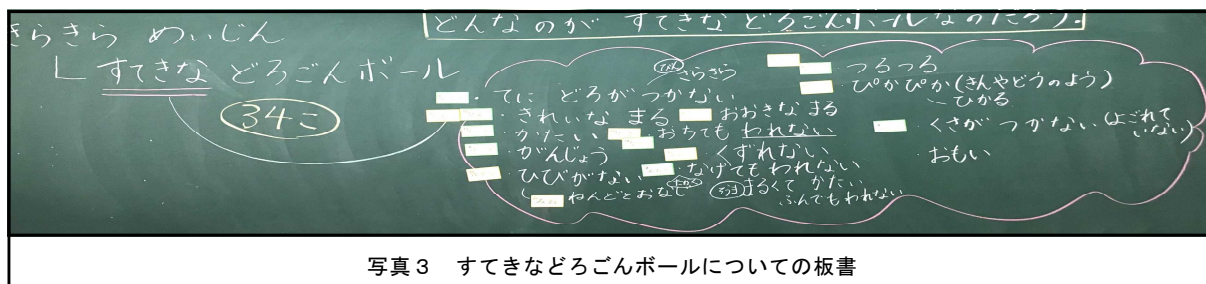 きらきら めいじん
どんなのが すてきな どろごんボールなのだろう。
└ すてきな どろごんボール
34こ
さらさら
つるつる
・てに どろがつかない
・ぴかぴか(きんやどうのよう)
〜ひかる
・きれいな まる
・おおきな まる
・かたい
・おちても われない
・くさが つかない(よごれていない)
・がんじょう
・くずれない
・おもい
・ひびがない
・なげてもわれない
└ ねんどとおなじ
まるくて かたい
ふんでもわれない
写真3 すてきなどろごんボールについての板書